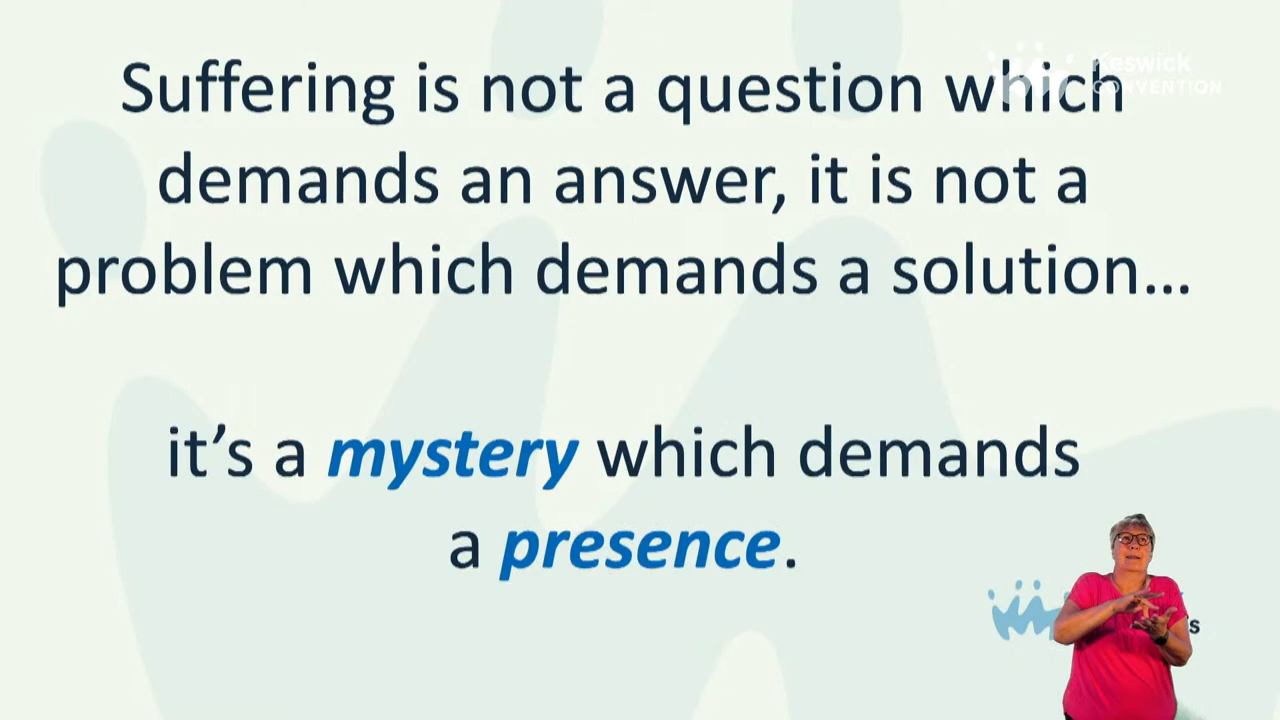 Keswick
CONVENTION
Suffering is not a question which
demands an answer, it is not a
problem which demands a solution...
it’s a mystery which demands
a presence.